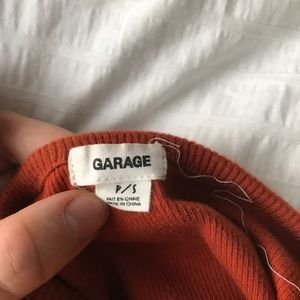 GARAGE
P/S
FAIT EN CHINE
MADE IN CHINA